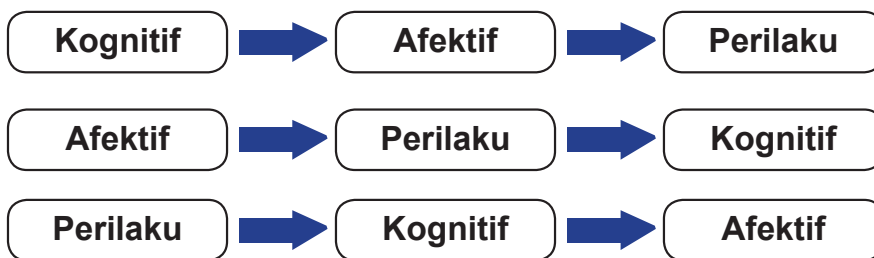 Kognitif Afektif Perilaku
Afektif Perilaku Kognitif
Perilaku Kognitif Afektif